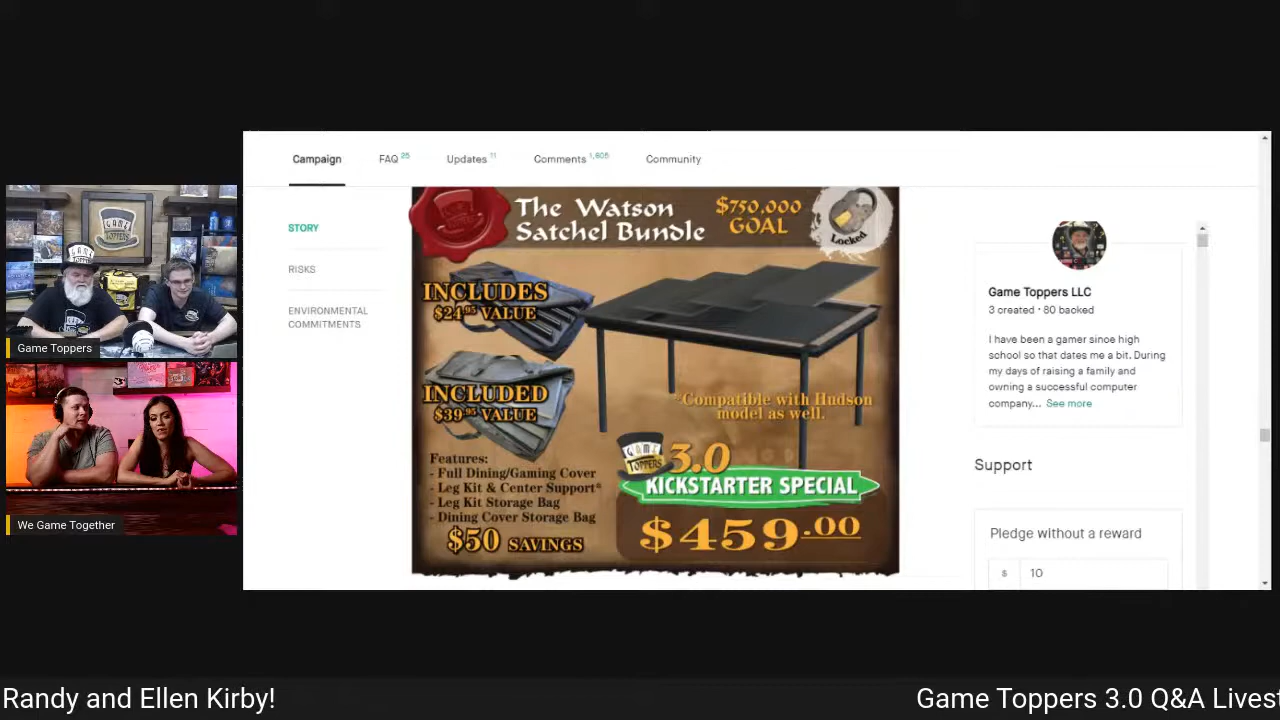 Campaign
FAQ 25
Updates 11
Comments 1,605
Community
STORY
RISKS
ENVIRONMENTAL
COMMITMENTS
The Watson
Satchel Bundle
$750,000
GOAL
Locked
INCLUDES
$24.95 VALUE
INCLUDED
$39.95 VALUE
*Compatible with Hudson
model as well.
Features:
- Full Dining/Gaming Cover
- Leg Kit & Center Support*
- Leg Kit Storage Bag
- Dining Cover Storage Bag
$50 SAVINGS
GAME
TOPPERS
3.0
KICKSTARTER SPECIAL
$459.00
Game Toppers LLC
3 created · 80 backed
I have been a gamer since high
school so that dates me a bit. During
my days of raising a family and
owning a successful computer
company... See more
Support
Pledge without a reward
$ 10
GAME
TOPPERS
Game Toppers
We Game Together
Randy and Ellen Kirby!
Game Toppers 3.0 Q&A Livest